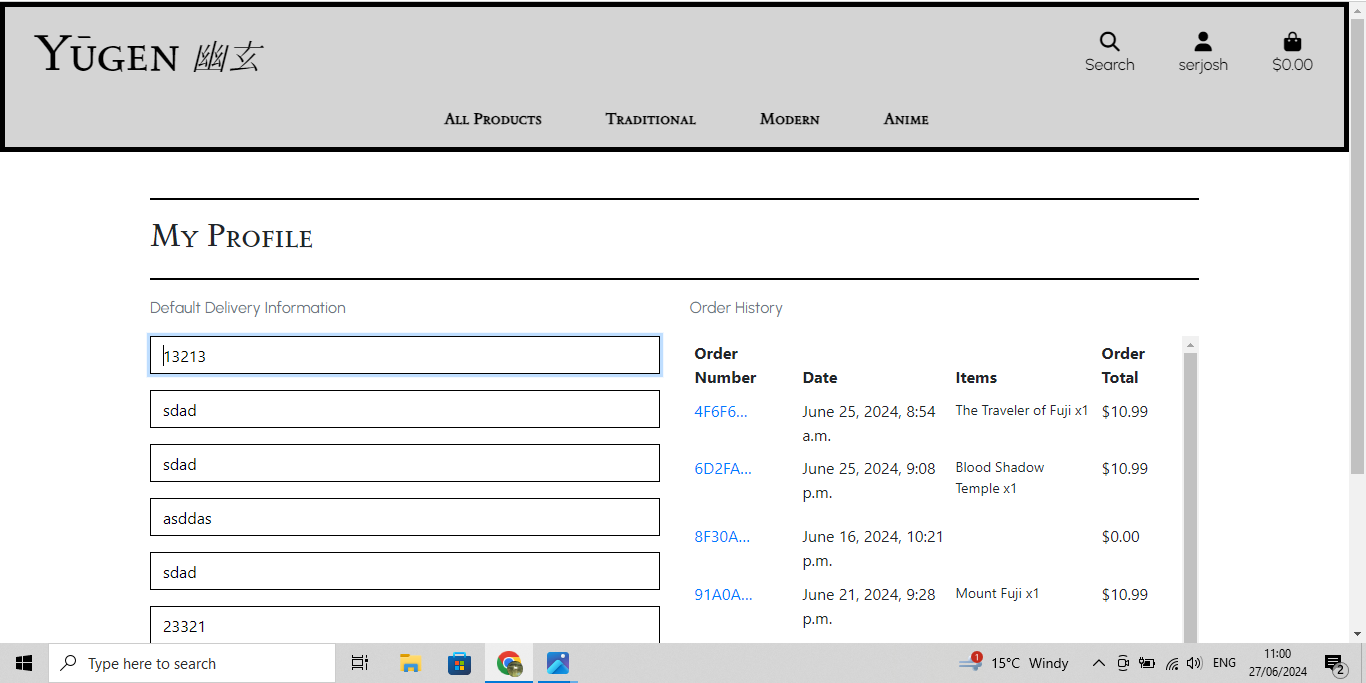 YŪGEN 幽玄
Search
serjosh
$0.00
ALL PRODUCTS
TRADITIONAL
MODERN
ANIME
MY PROFILE
Default Delivery Information
13213
sdad
sdad
asddas
sdad
23321
Order History
Order Number Date Items Order Total
4F6F6... June 25, 2024, 8:54 a.m. The Traveler of Fuji x1 $10.99
6D2FA... June 25, 2024, 9:08 p.m. Blood Shadow Temple x1 $10.99
8F30A... June 16, 2024, 10:21 p.m. $0.00
91A0A... June 21, 2024, 9:28 p.m. Mount Fuji x1 $10.99
Type here to search
1
15°C Windy
ENG
11:00
27/06/2024
2